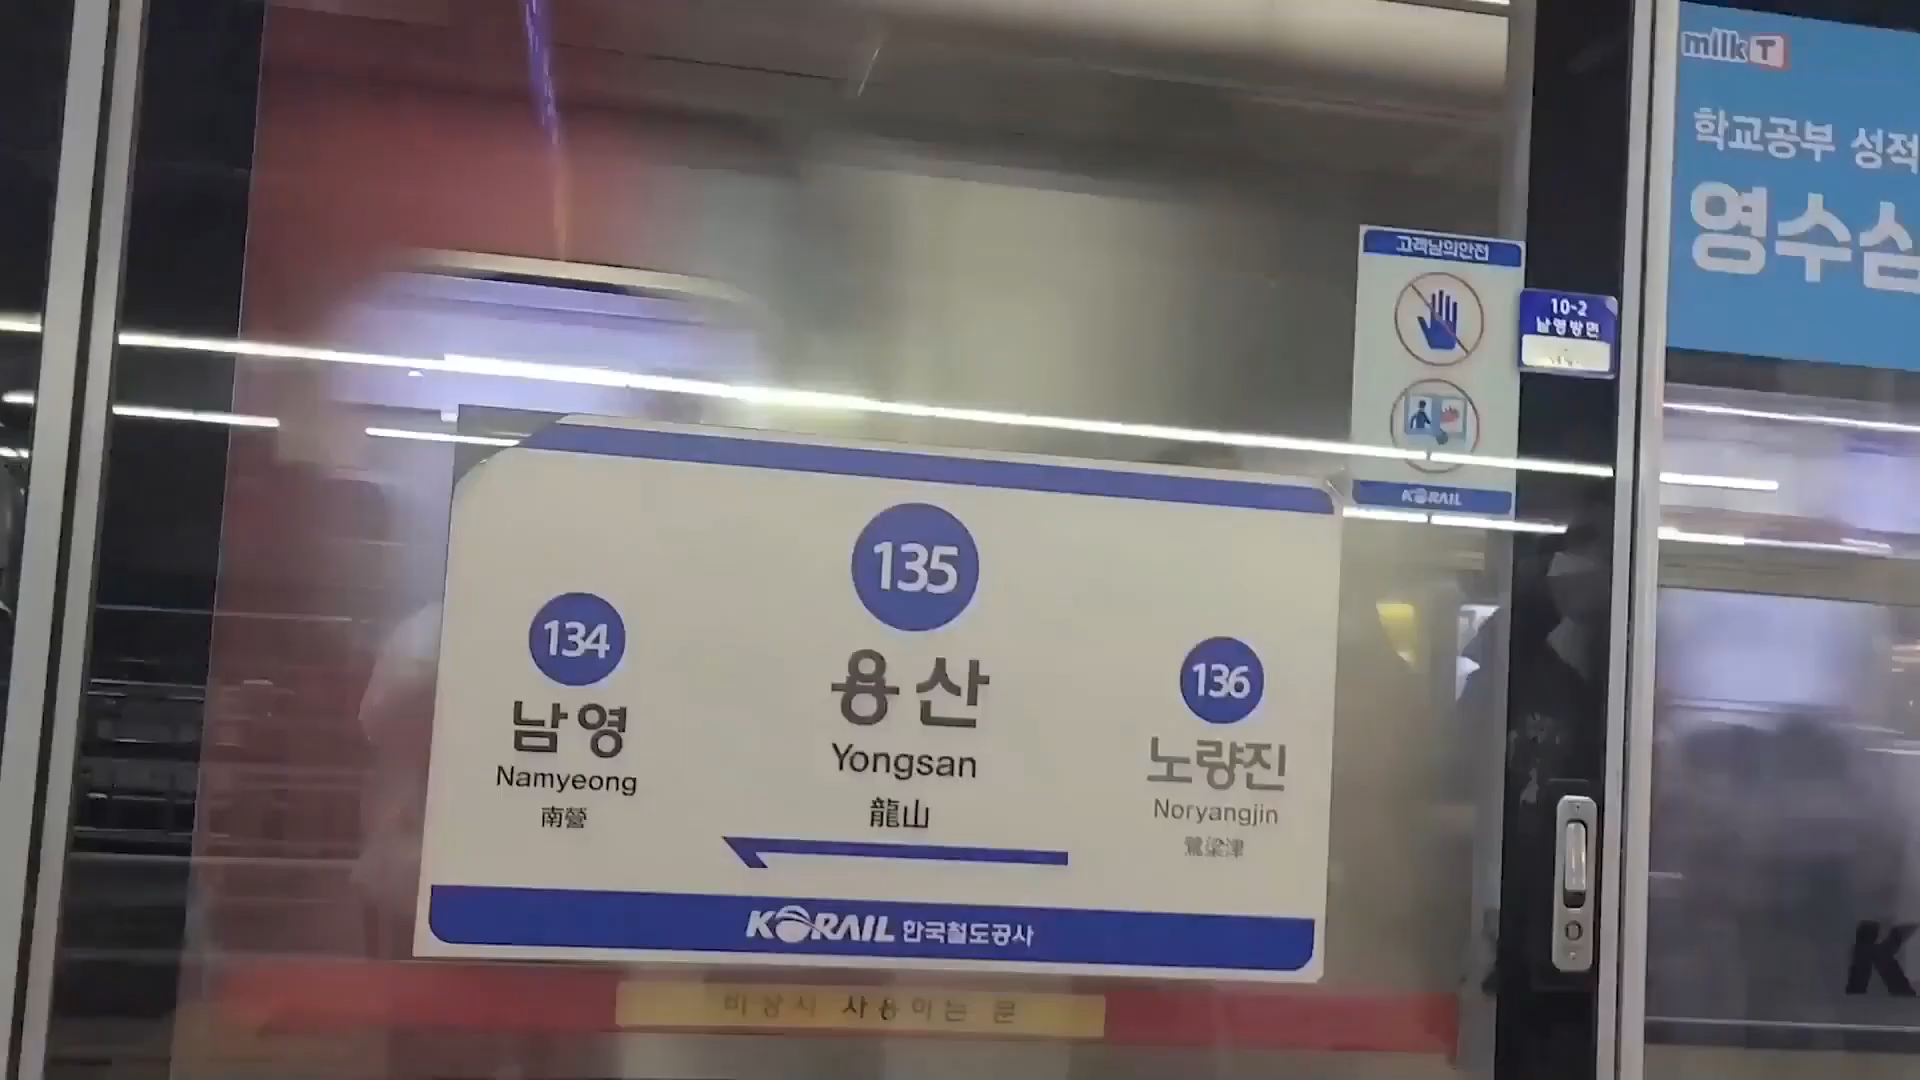 milk T
학교공부 성적
영수심
고객님의안전
KORAIL
10-2
남영방면
135
용산
Yongsan
龍山
134
남영
Namyeong
南營
136
노량진
Noryangjin
鷺梁津
KORAIL 한국철도공사
비상시 사용하는 문
K